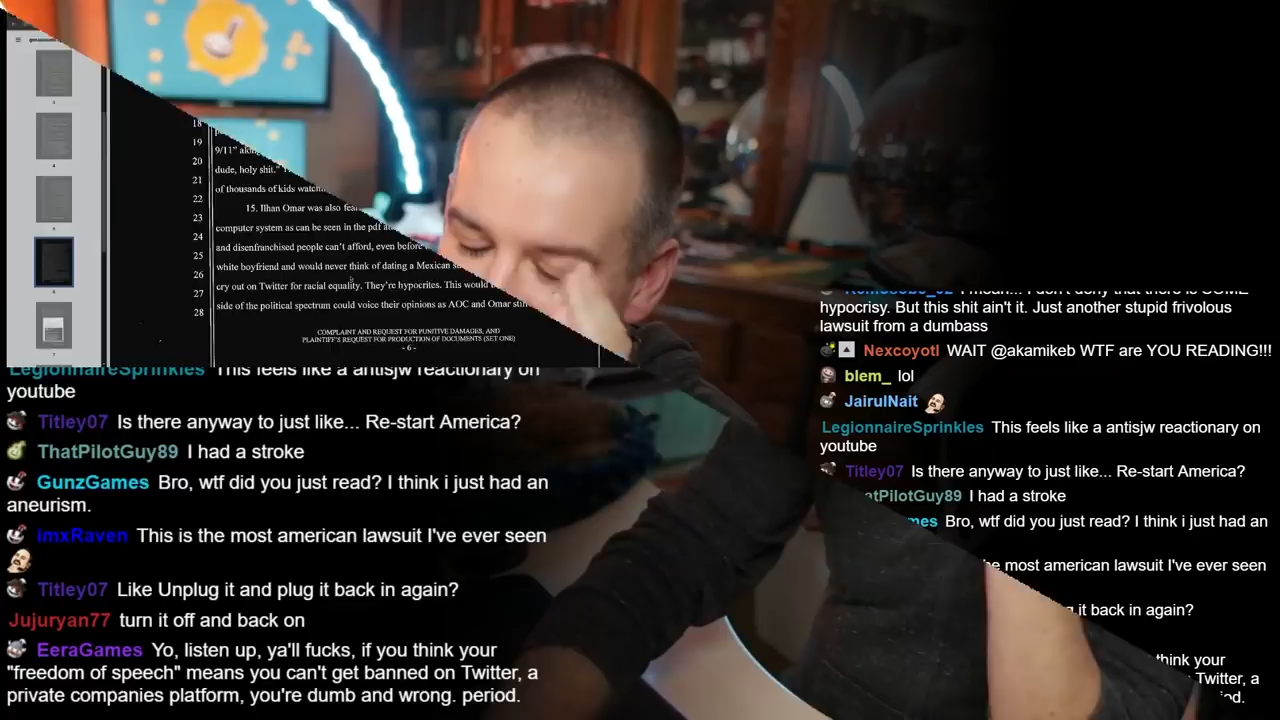 18
19
9/11"
20
dude, holy shit."
21
of thousands of kids
22
15. Ilhan Omar was also
23
computer system as can be seen in the pdf
24
and disenfranchised people can't afford, even before
25
white boyfriend and would never think of dating a Mexican
26
cry out on Twitter for racial equality. They're hypocrites. This would
27
side of the political spectrum could voice their opinions as AOC and Omar
28
COMPLAINT AND REQUEST FOR PUNITIVE DAMAGES, AND
PLAINTIFF'S REQUEST FOR PRODUCTION OF DOCUMENTS (SET ONE)
- 6 -
LegionnaireSprinkles This feels like a antisjw reactionary on
youtube
Titley07 Is there anyway to just like... Re-start America?
ThatPilotGuy89 I had a stroke
GunzGames Bro, wtf did you just read? I think i just had an
aneurism.
imxRaven This is the most american lawsuit I've ever seen
Titley07 Like Unplug it and plug it back in again?
Jujuryan77 turn it off and back on
EeraGames Yo, listen up, ya'll fucks, if you think your
"freedom of speech" means you can't get banned on Twitter, a
private companies platform, you're dumb and wrong. period.
I mean... I don't deny that there is SOME
hypocrisy. But this shit ain't it. Just another stupid frivolous
lawsuit from a dumbass
Nexcoyotl WAIT @akamikeb WTF are YOU READING!!!
blem_ lol
JairulNait
LegionnaireSprinkles This feels like a antisjw reactionary on
youtube
Titley07 Is there anyway to just like... Re-start America?
atPilotGuy89 I had a stroke
mes Bro, wtf did you just read? I think i just had an
e most american lawsuit I've ever seen
it back in again?
think your
Twitter, a
iod.